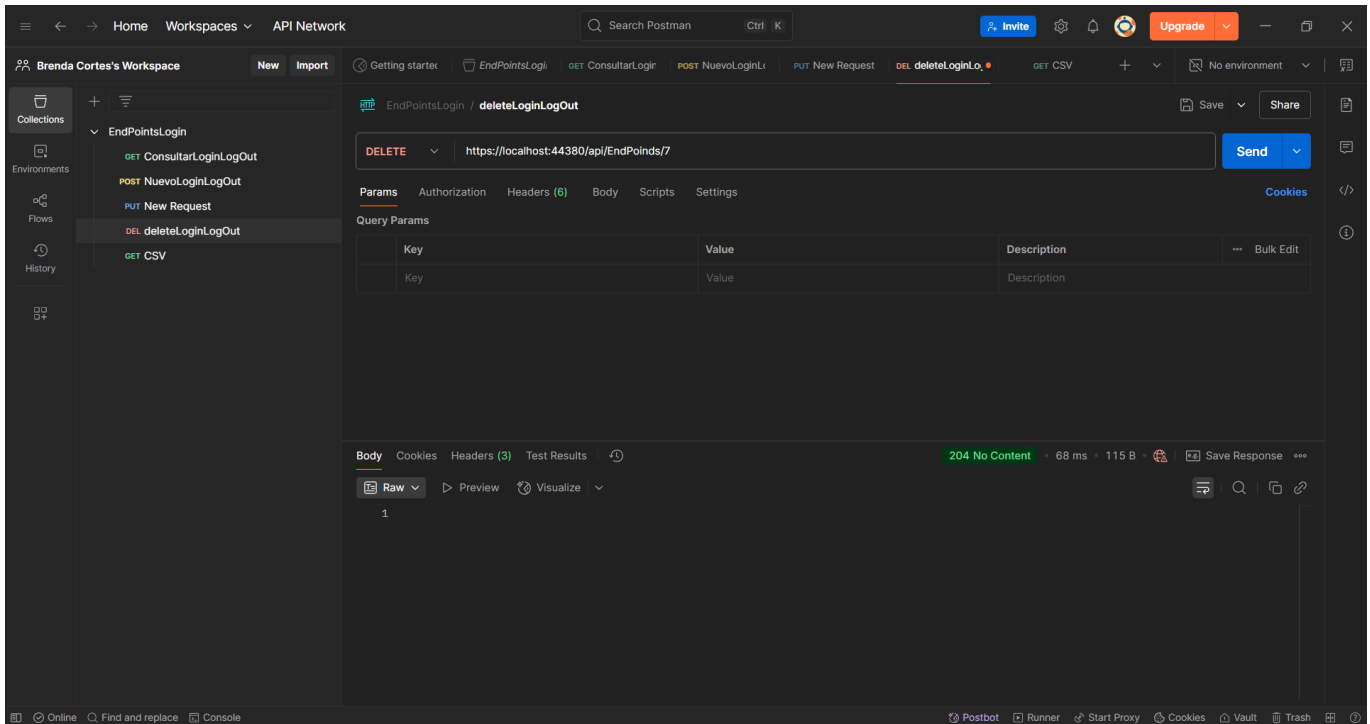 Home Workspaces API Network Search Postman Ctrl K Invite Upgrade
Brenda Cortes's Workspace New Import Getting started EndPointsLogi GET ConsultarLogin POST NuevoLoginLo PUT New Request DEL deleteLoginLo GET CSV No environment
Collections
Environments
Flows
History
EndPointsLogin
GET ConsultarLoginLogOut
POST NuevoLoginLogOut
PUT New Request
DEL deleteLoginLogOut
GET CSV
HTTP EndPointsLogin / deleteLoginLogOut Save Share
DELETE https://localhost:44380/api/EndPoinds/7 Send
Params Authorization Headers (6) Body Scripts Settings Cookies
Query Params
Key Value Description Bulk Edit
Key Value Description
Body Cookies Headers (3) Test Results 204 No Content 68 ms 115 B e.g. Save Response
Raw Preview Visualize
1
Online Find and replace Console Postbot Runner Start Proxy Cookies Vault Trash